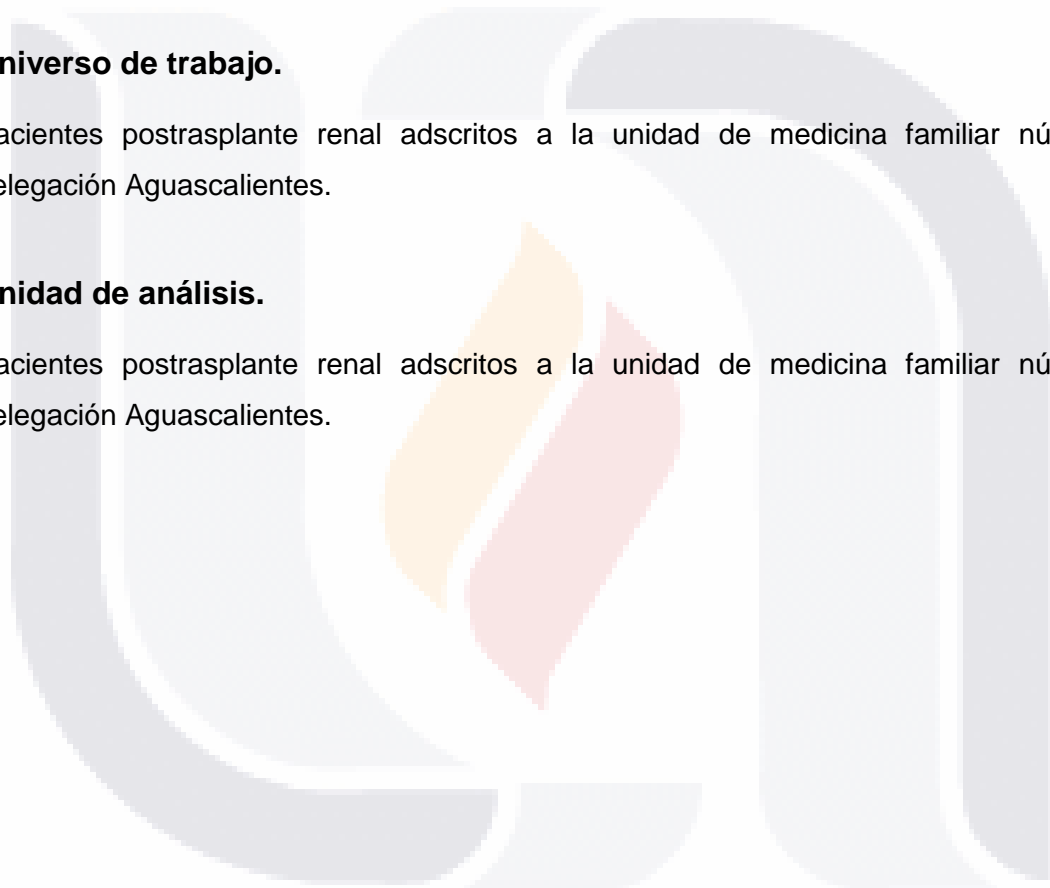 niverso de trabajo.
acientes postrasplante renal adscritos a la unidad de medicina familiar nú
elegación Aguascalientes.
nidad de análisis.
acientes postrasplante renal adscritos a la unidad de medicina familiar nú
elegación Aguascalientes.